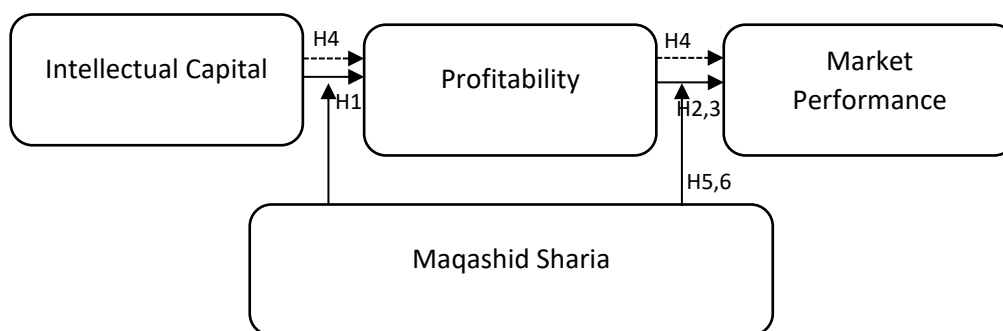 Intellectual Capital
H4
H1
Profitability
H4
H2,3
Market
Performance
H5,6
Maqashid Sharia